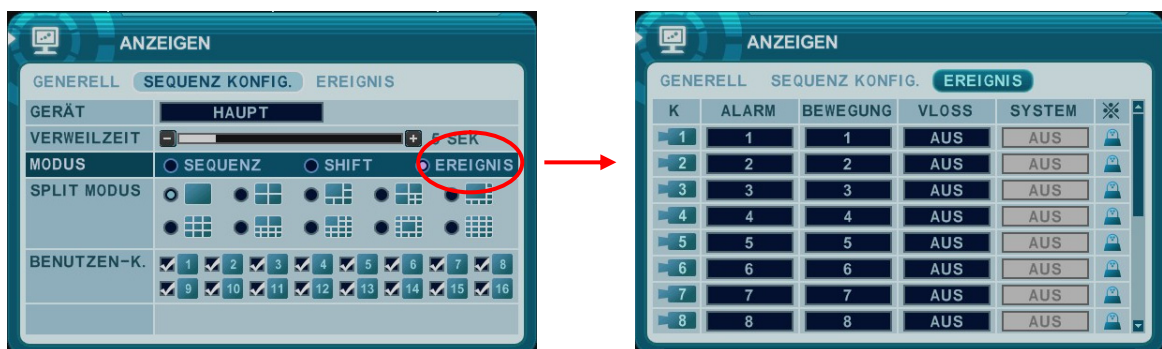 ANZEIGEN
GENERELL SEQUENZ KONFIG. EREIGNIS
GERÄT HAUPT
VERWEILZEIT - + 5 SEK
MODUS SEQUENZ SHIFT EREIGNIS
SPLIT MODUS
BENUTZEN-K. 1 2 3 4 5 6 7 8
9 10 11 12 13 14 15 16
ANZEIGEN
GENERELL SEQUENZ KONFIG. EREIGNIS
K ALARM BEWEGUNG VLOSS SYSTEM
1 1 1 AUS AUS
2 2 2 AUS AUS
3 3 3 AUS AUS
4 4 4 AUS AUS
5 5 5 AUS AUS
6 6 6 AUS AUS
7 7 7 AUS AUS
8 8 8 AUS AUS